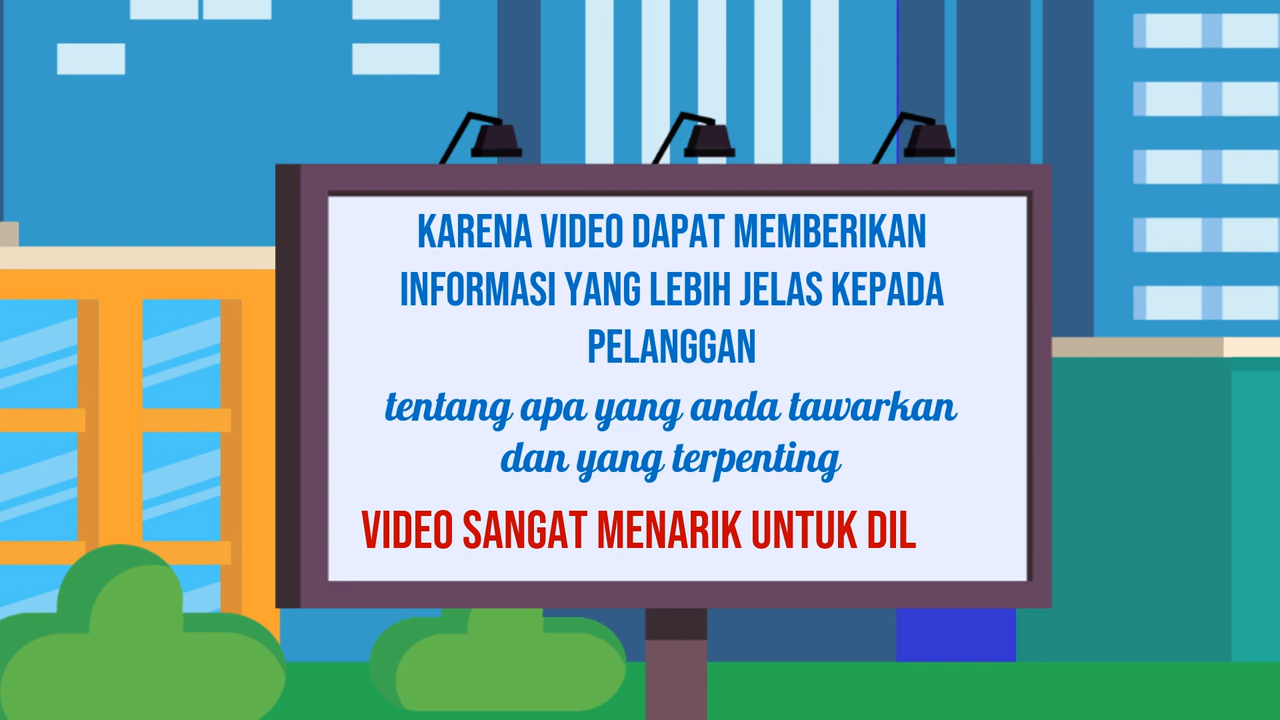 KARENA VIDEO DAPAT MEMBERIKAN
INFORMASI YANG LEBIH JELAS KEPADA
PELANGGAN
tentang apa yang anda tawarkan
dan yang terpenting
VIDEO SANGAT MENARIK UNTUK DIL